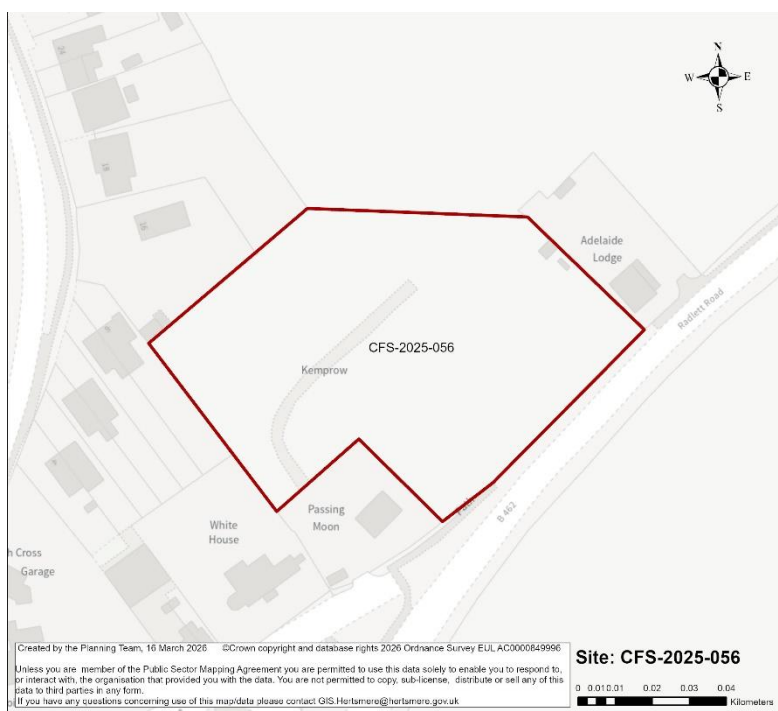 N
W E
S
24
18
16
Adelaide
Lodge
Radlett Road
CFS-2025-056
Kemprow
Passing
Moon
Path
B 462
White
House
h Cross
Garage
Created by the Planning Team, 16 March 2026 ©Crown copyright and database rights 2026 Ordnance Survey EUL AC0000849996
Unless you are member of the Public Sector Mapping Agreement you are permitted to use this data solely to enable you to respond to,
or interact with, the organisation that provided you with the data. You are not permitted to copy, sub-license, distribute or sell any of this
data to third parties in any form.
If you have any questions concerning use of this map/data please contact GIS.Hertsmere@hertsmere.gov.uk
Site: CFS-2025-056
0 0.010.01 0.02 0.03 0.04
Kilometers